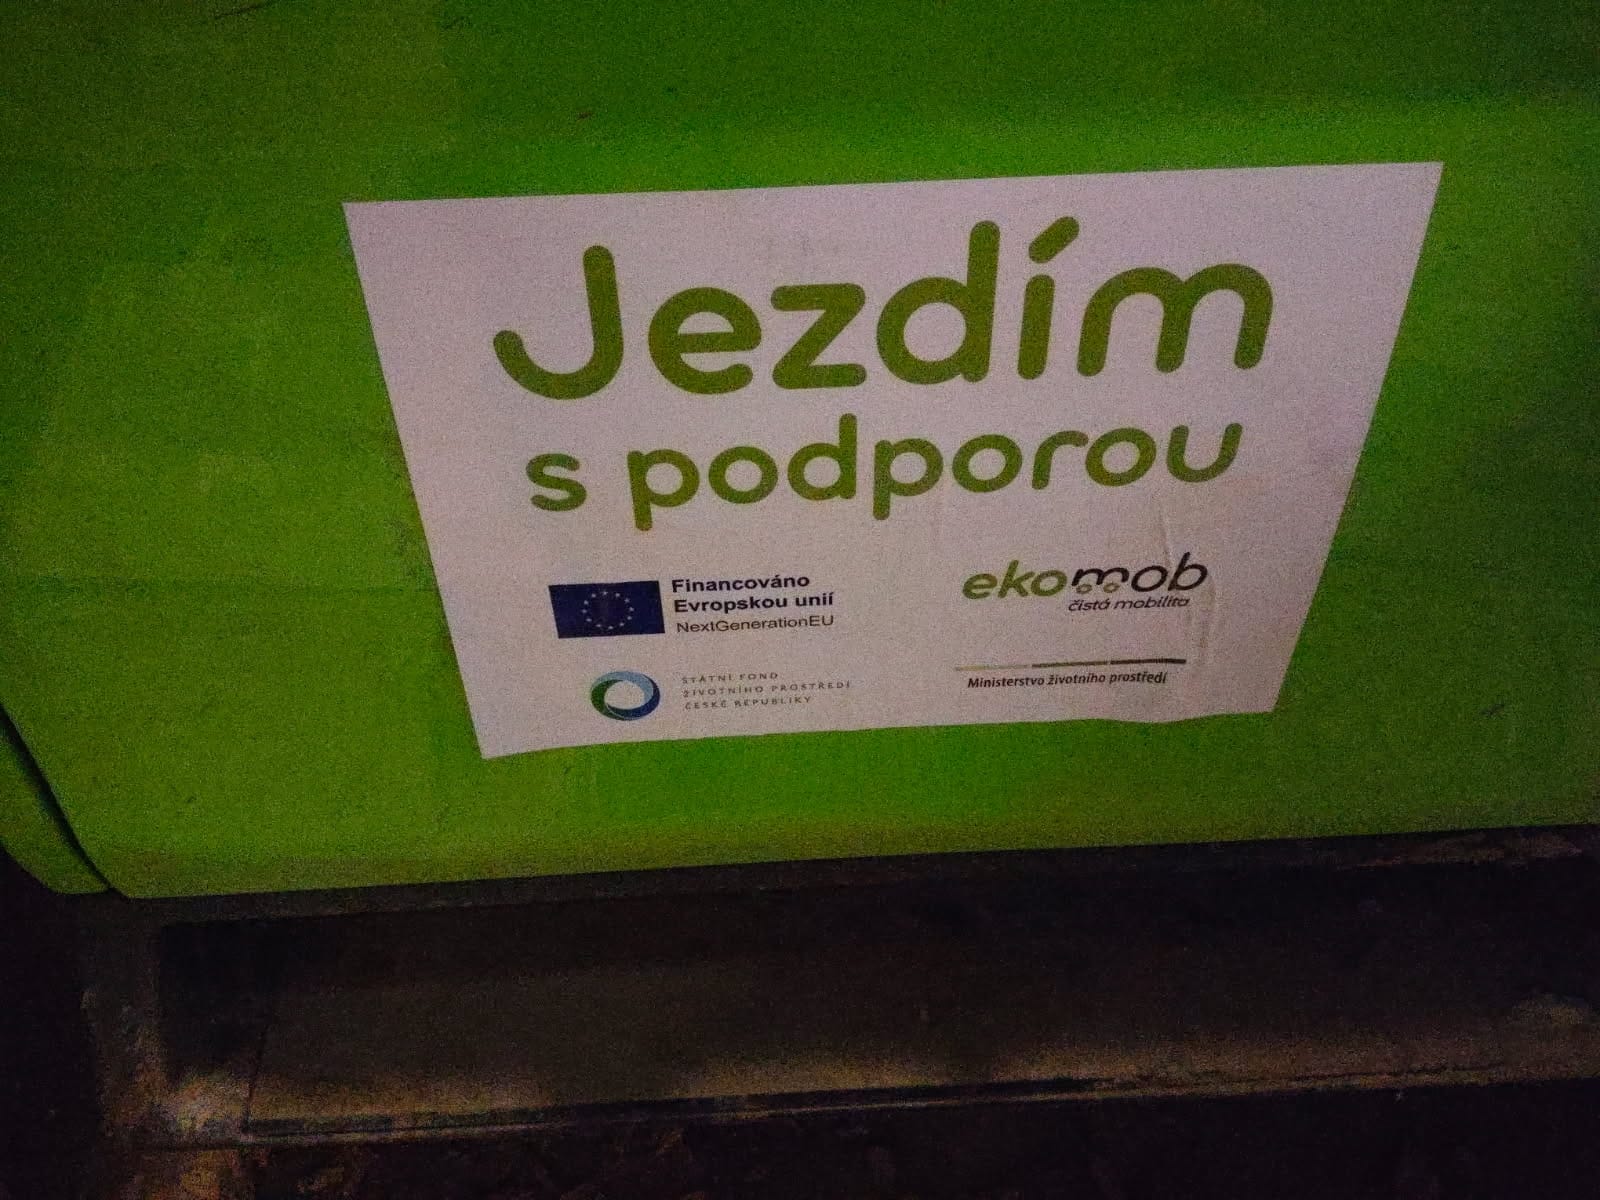 Jezdím
s podporou
Financováno
Evropskou unií
NextGenerationEU
ekomob
čistá mobilita
STÁTNÍ FOND
ŽIVOTNÍHO PROSTŘEDÍ
ČESKÉ REPUBLIKY
Ministerstvo životního prostředí